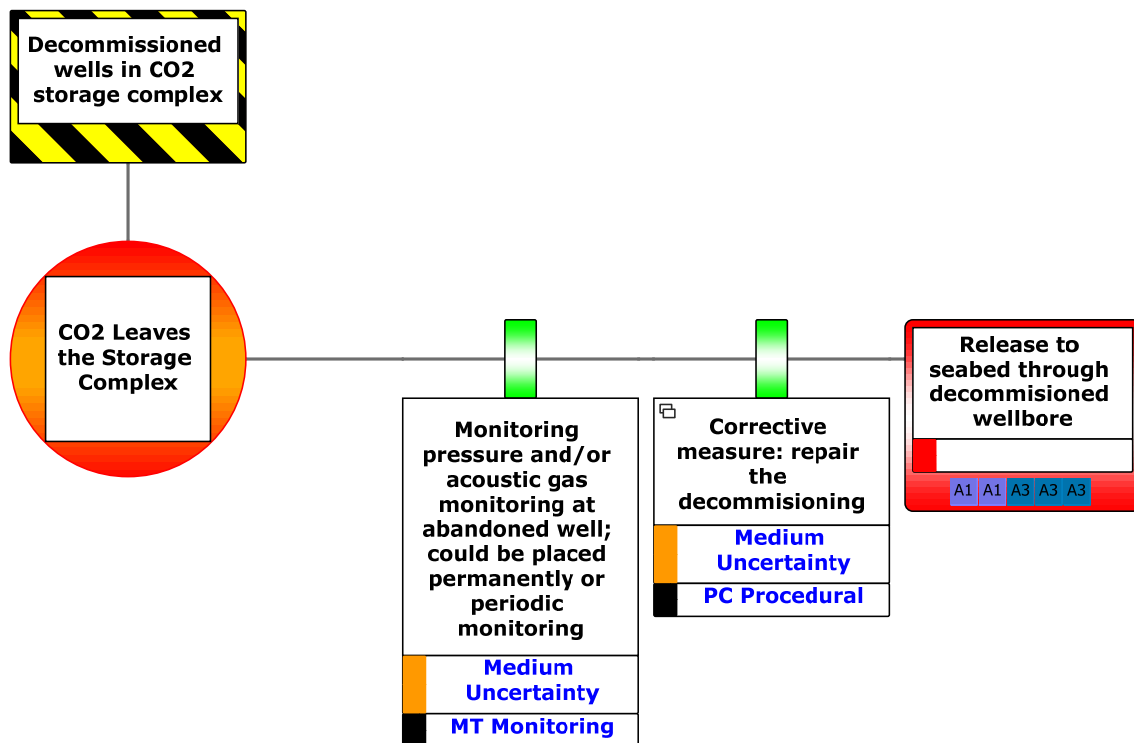 Decommissioned
wells in CO2
storage complex
CO2 Leaves
the Storage
Complex
Monitoring
pressure and/or
acoustic gas
monitoring at
abandoned well;
could be placed
permanently or
periodic
monitoring
Medium
Uncertainty
MT Monitoring
Corrective
measure: repair
the
decommisioning
Medium
Uncertainty
PC Procedural
Release to
seabed through
decommisioned
wellbore
A1 A1 A3 A3 A3